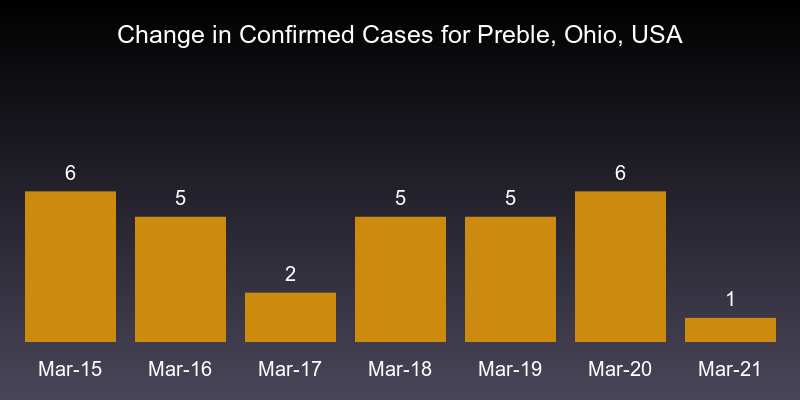 Change in Confirmed Cases for Preble, Ohio, USA
6 5 2 5 5 6 1
Mar-15 Mar-16 Mar-17 Mar-18 Mar-19 Mar-20 Mar-21